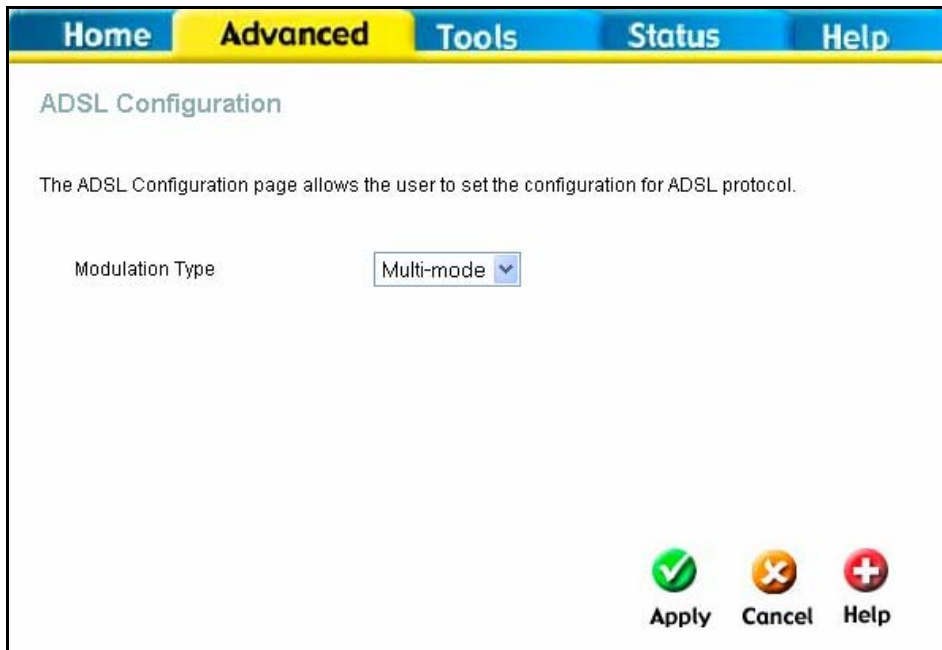 Home Advanced Tools Status Help
ADSL Configuration
The ADSL Configuration page allows the user to set the configuration for ADSL protocol.
Modulation Type Multi-mode
Apply Cancel Help